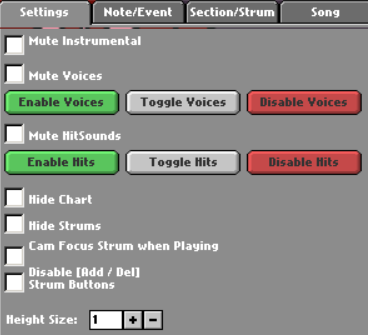 Settings Note/Event Section/Strum Song
Mute Instrumental
Mute Voices
Enable Voices Toggle Voices Disable Voices
Mute HitSounds
Enable Hits Toggle Hits Disable Hits
Hide Chart
Hide Strums
Cam Focus Strum when Playing
Disable [Add / Del]
Strum Buttons
Height Size: 1 + -